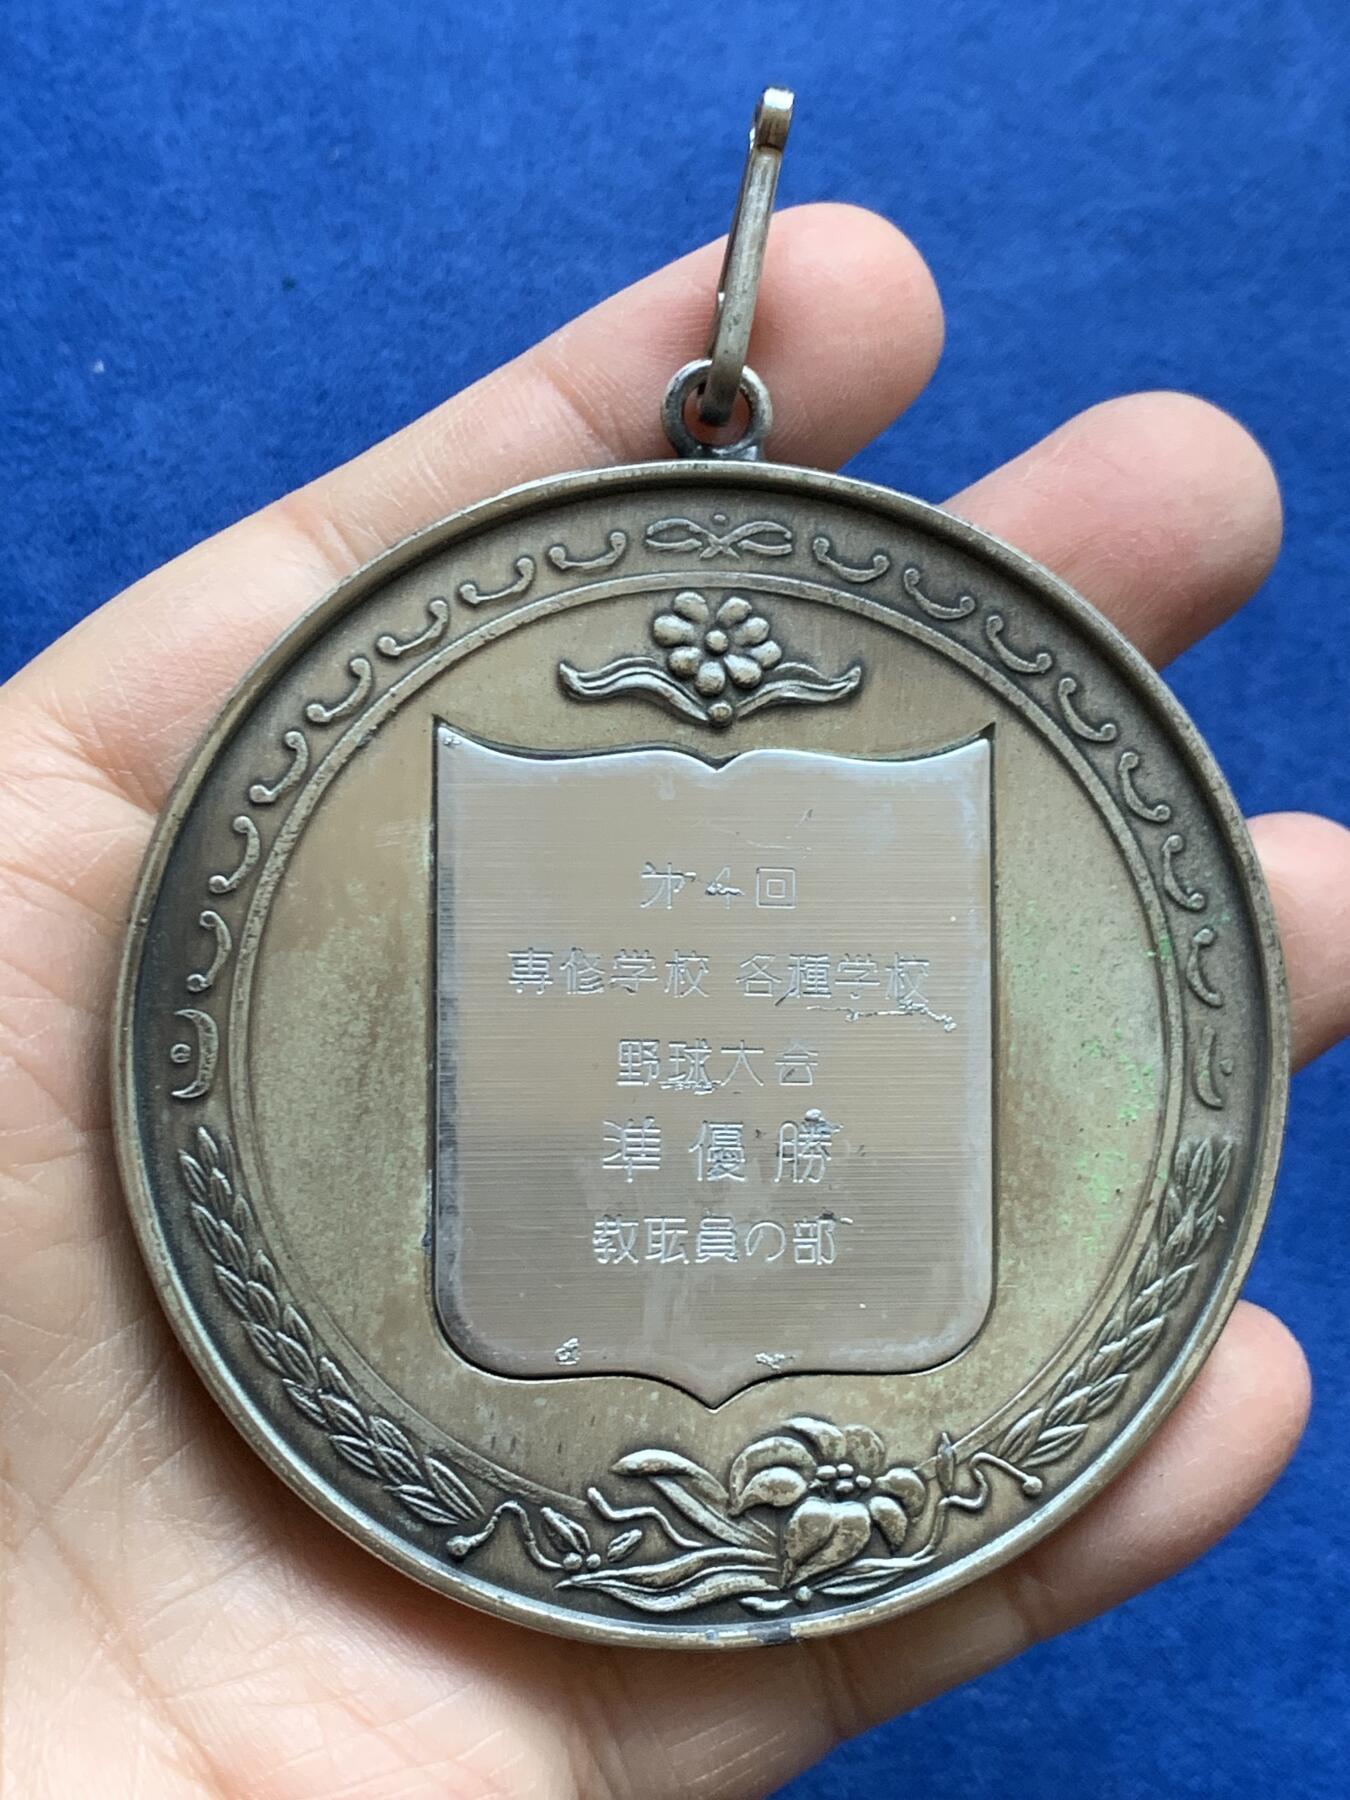 第4回
専修学校 各種学校
野球大会
準優勝
教職員の部